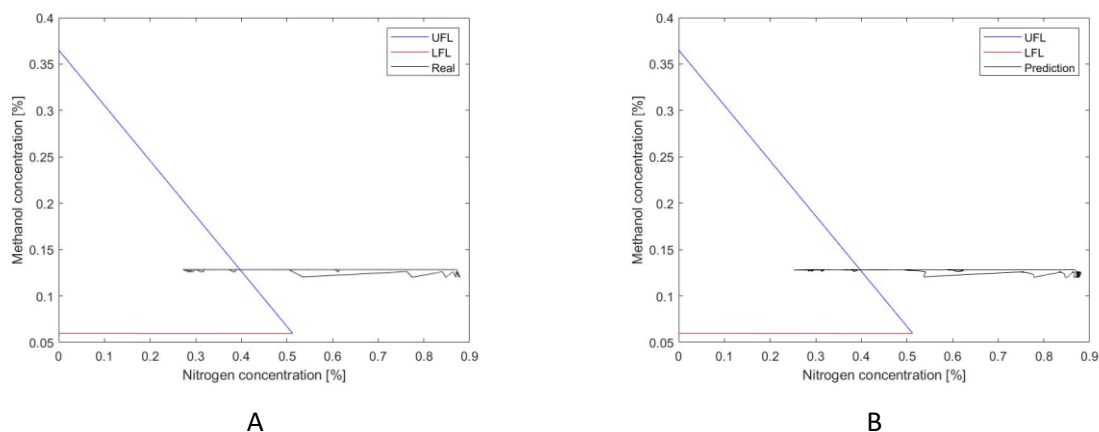 0.4
0.35
0.3
0.25
0.2
0.15
0.1
0.05
Methanol concentration [%]
0 0.1 0.2 0.3 0.4 0.5 0.6 0.7 0.8 0.9
Nitrogen concentration [%]
UFL
LFL
Real
A
0.4
0.35
0.3
0.25
0.2
0.15
0.1
0.05
Methanol concentration [%]
0 0.1 0.2 0.3 0.4 0.5 0.6 0.7 0.8 0.9
Nitrogen concentration [%]
UFL
LFL
Prediction
B